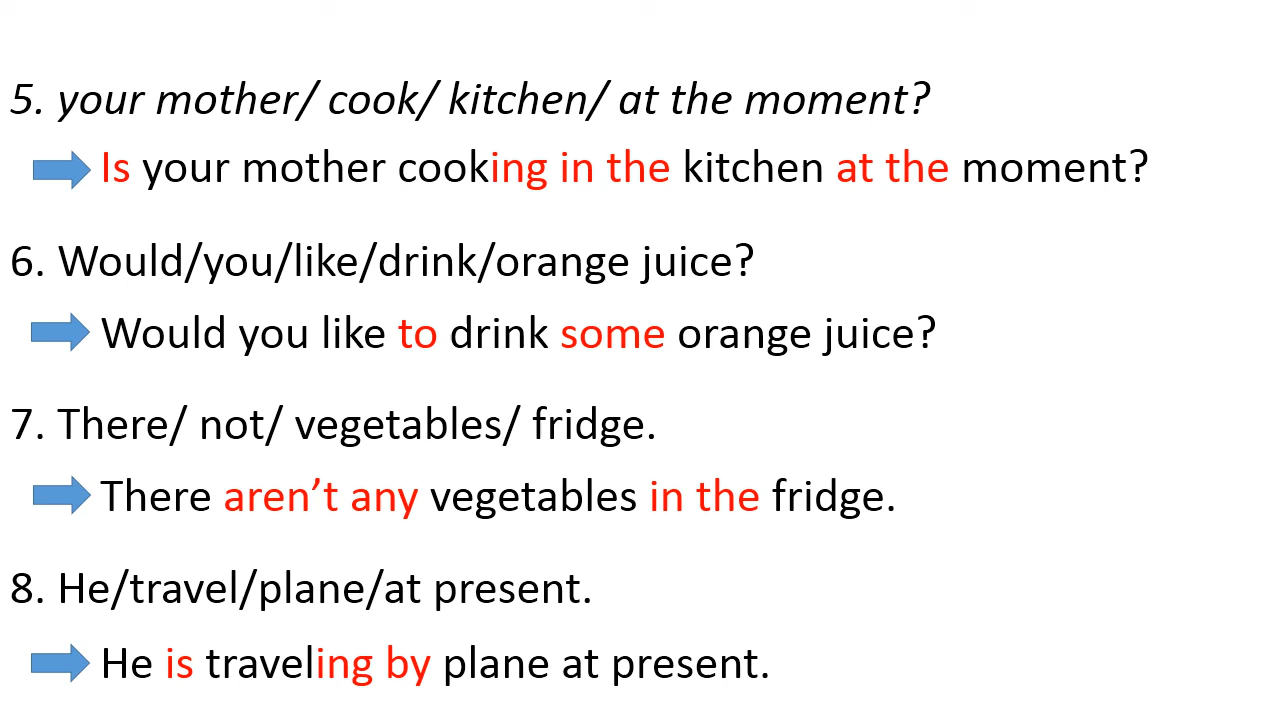 5. your mother/ cook/ kitchen/ at the moment?
Is your mother cooking in the kitchen at the moment?
6. Would/you/like/drink/orange juice?
Would you like to drink some orange juice?
7. There/ not/ vegetables/ fridge.
There aren’t any vegetables in the fridge.
8. He/travel/plane/at present.
He is traveling by plane at present.